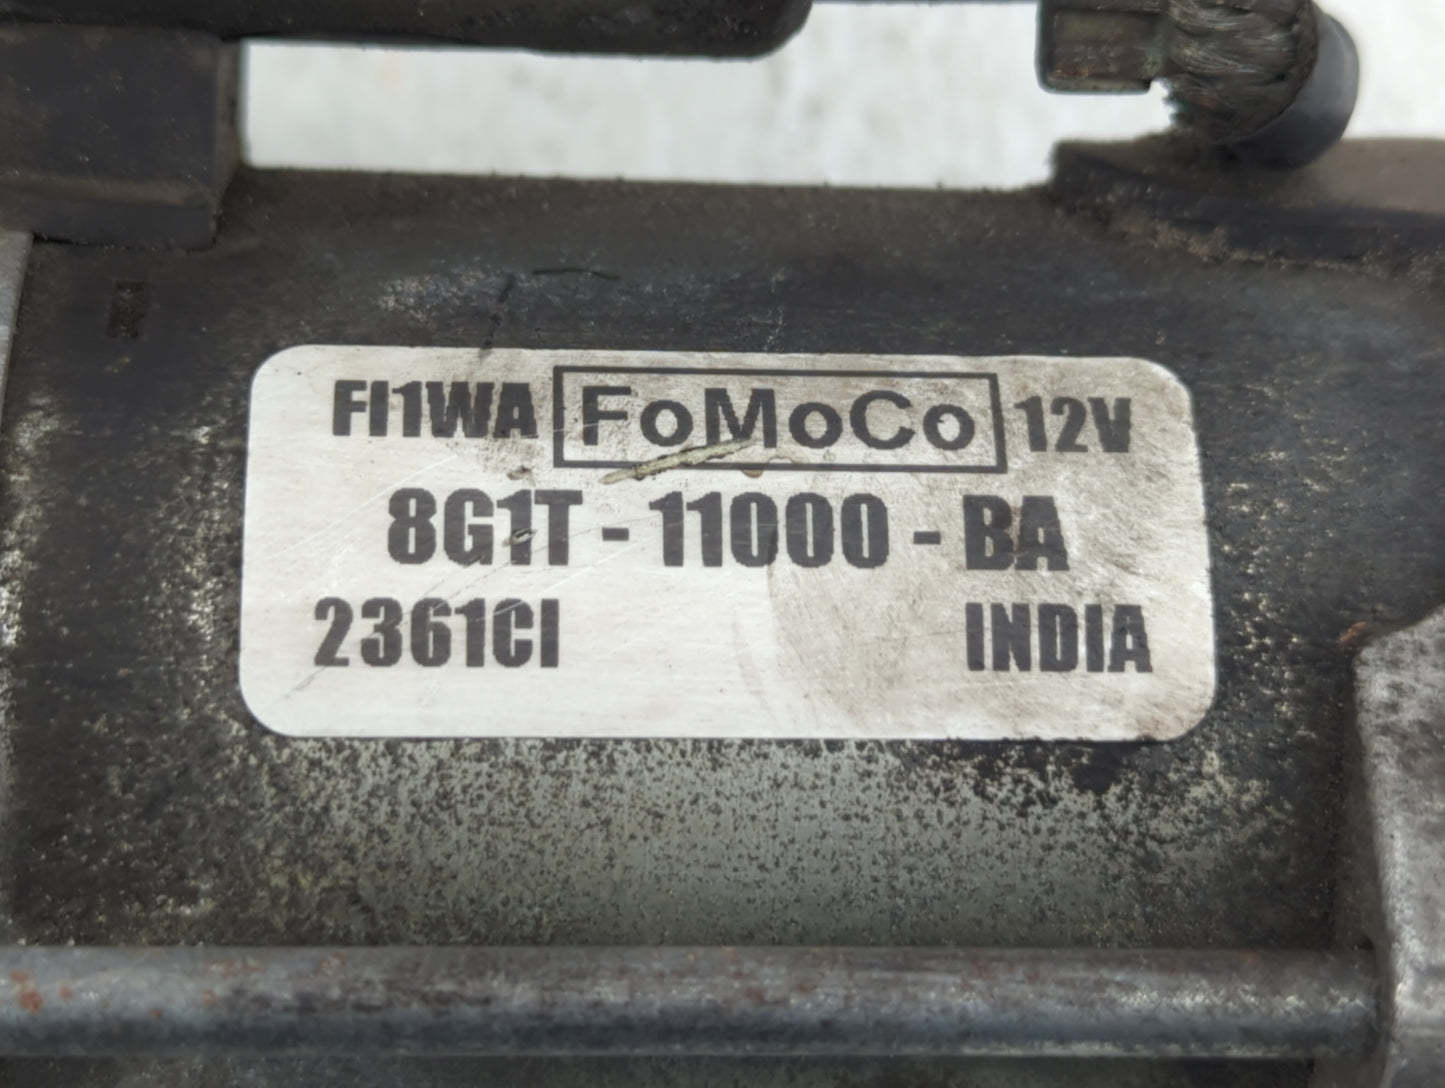 FI1WA FoMoCo 12V
8G1T - 11000 - BA
2361CI INDIA